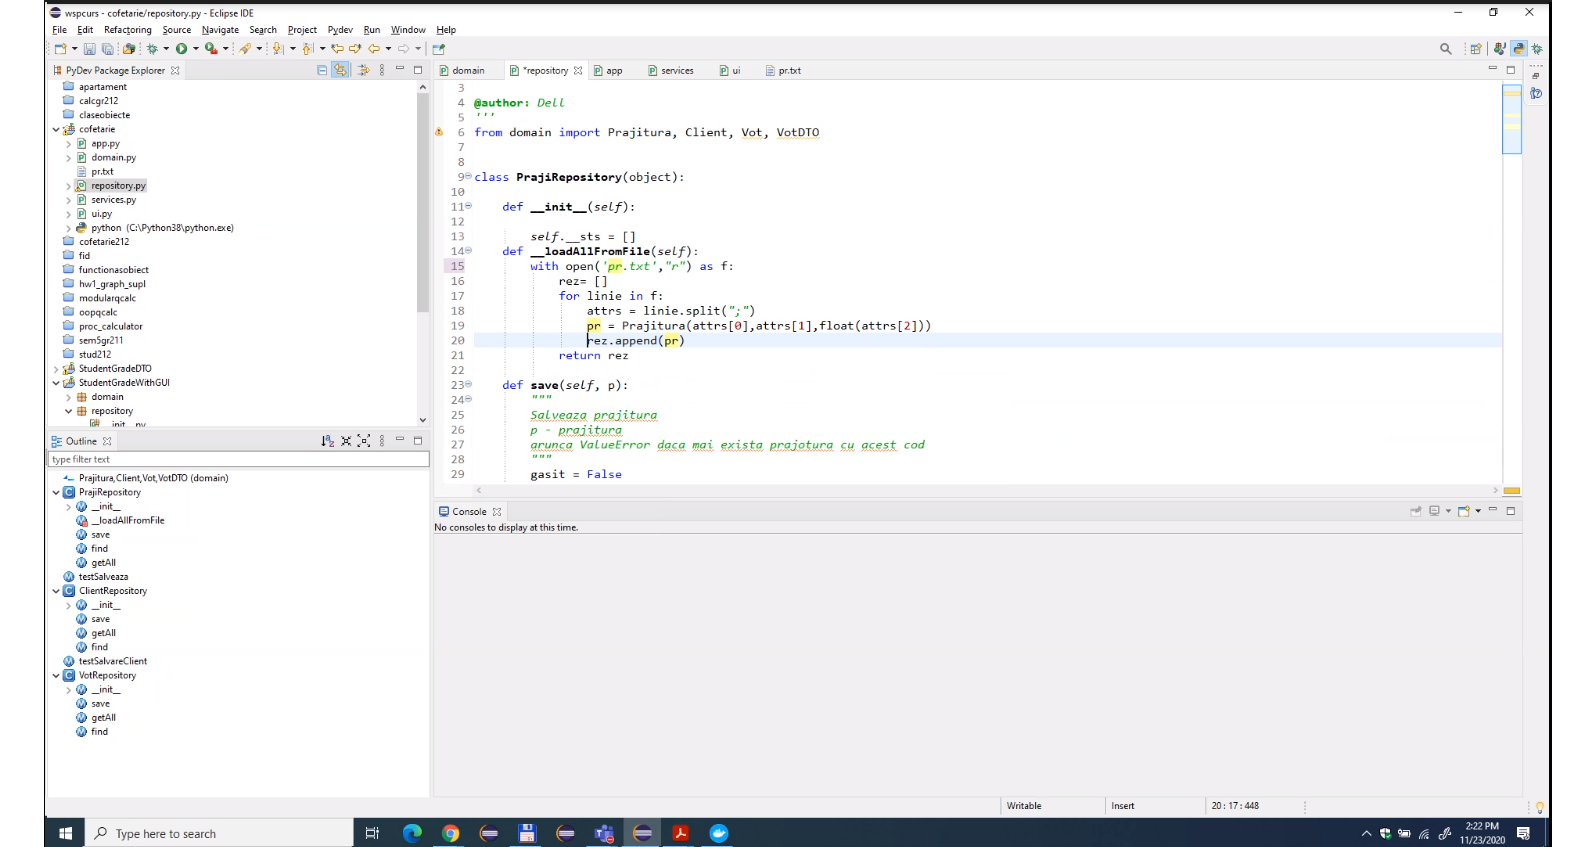 wspcurs - cofetarie/repository.py - Eclipse IDE
File Edit Refactoring Source Navigate Search Project Pydev Run Window Help
PyDev Package Explorer
apartament
calcgr212
claseobiecte
cofetarie
app.py
domain.py
pr.txt
repository.py
services.py
ui.py
python (C:\Python38\python.exe)
cofetarie212
fid
functionasobject
hw1_graph_supl
modularqcalc
oopqcalc
proc_calculator
sem5gr211
stud212
StudentGradeDTO
StudentGradeWithGUI
domain
repository
__init__.py
Outline
type filter text
Prajitura,Client,Vot,VotDTO (domain)
PrajiRepository
__init__
__loadAllFromFile
save
find
getAll
testSalveaza
ClientRepository
__init__
save
getAll
find
testSalvareClient
VotRepository
__init__
save
getAll
find
domain *repository app services ui pr.txt
3
4 @author: Dell
5 '''
6 from domain import Prajitura, Client, Vot, VotDTO
7
8
9 class PrajiRepository(object):
10
11 def __init__(self):
12
13 self.__sts = []
14 def __loadAllFromFile(self):
15 with open('pr.txt',"r") as f:
16 rez= []
17 for linie in f:
18 attrs = linie.split(";")
19 pr = Prajitura(attrs[0],attrs[1],float(attrs[2]))
20 rez.append(pr)
21 return rez
22
23 def save(self, p):
24 """
25 Salveaza prajitura
26 p - prajitura
27 arunca ValueError daca mai exista prajotura cu acest cod
28 """
29 gasit = False
Console
No consoles to display at this time.
Writable Insert 20 : 17 : 448
Type here to search
2:22 PM
11/23/2020